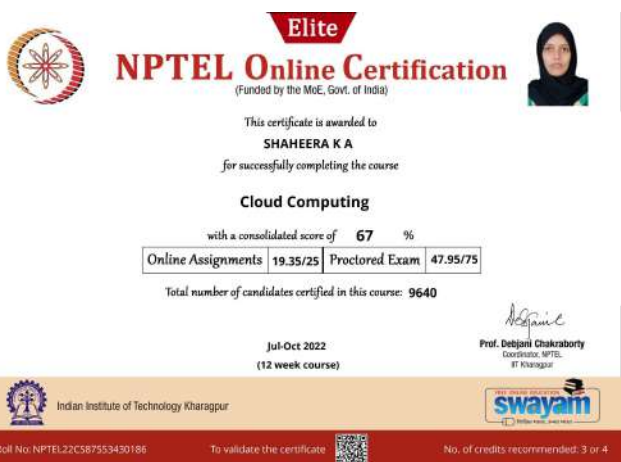 Elite
NPTEL Online Certification
(Funded by the MoE, Govt. of India)
This certificate is awarded to
SHAHEERA K A
for successfully completing the course
Cloud Computing
with a consolidated score of 67 %
Online Assignments 19.35/25 Proctored Exam 47.95/75
Total number of candidates certified in this course: 9640
Jul-Oct 2022
(12 week course)
Prof. Debjani Chakraborty
Coordinator, NPTEL
IIT Kharagpur
Indian Institute of Technology Kharagpur
FREE ONLINE EDUCATION
swayam
Roll No: NPTEL22CS87S53430186
To validate the certificate
No. of credits recommended: 3 or 4